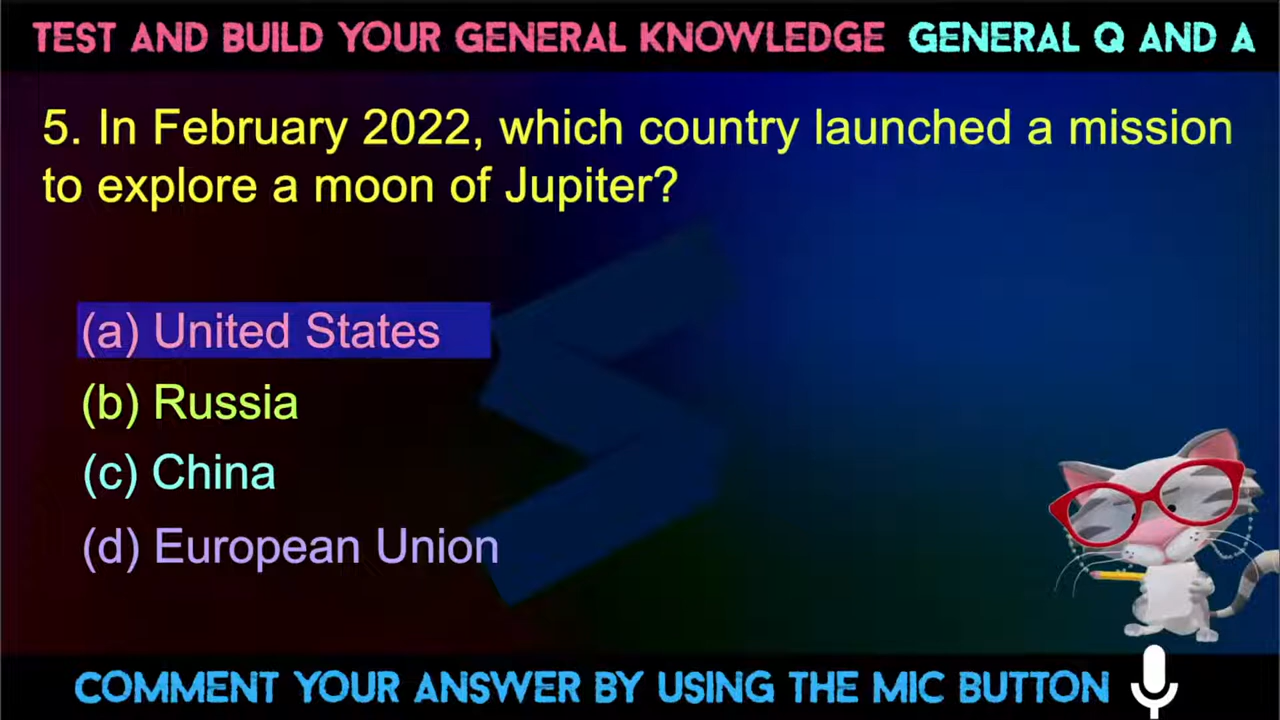 TEST AND BUILD YOUR GENERAL KNOWLEDGE GENERAL Q AND A
5. In February 2022, which country launched a mission
to explore a moon of Jupiter?
(a) United States
(b) Russia
(c) China
(d) European Union
COMMENT YOUR ANSWER BY USING THE MIC BUTTON